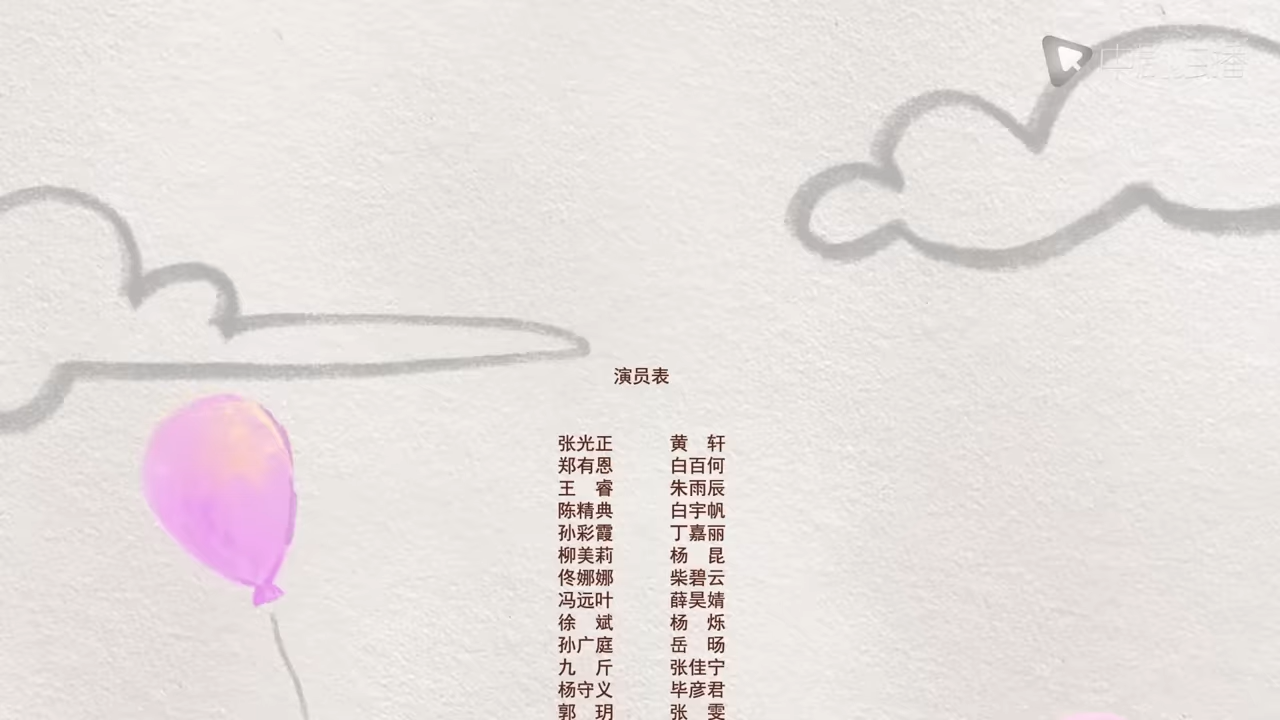 演员表
张光正 黄 轩
郑有恩 白百何
王 睿 朱雨辰
陈精典 白宇帆
孙彩霞 丁嘉丽
柳美莉 杨 昆
佟娜娜 柴碧云
冯远叶 薛昊婧
徐 斌 杨 烁
孙广庭 岳 旸
九 斤 张佳宁
杨守义 毕彦君
郭 玥 张 雯